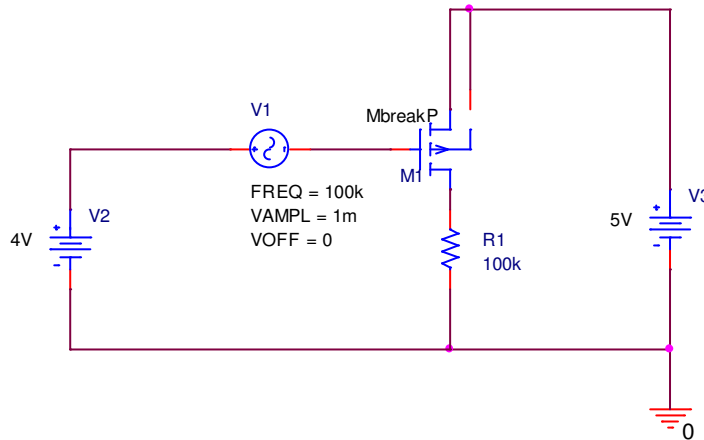 V1
MbreakP
M1
FREQ = 100k
VAMPL = 1m
VOFF = 0
V2
4V
R1
100k
V3
5V
0